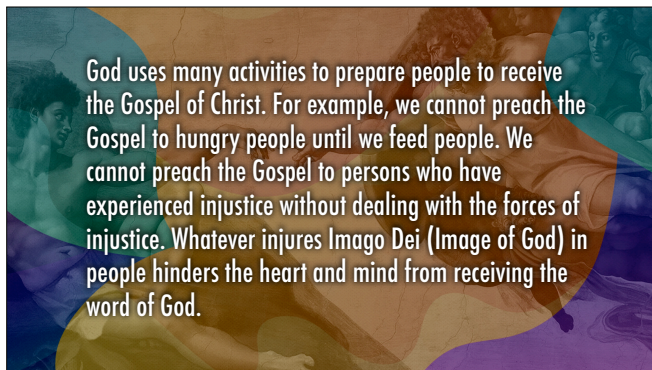 God uses many activities to prepare people to receive
the Gospel of Christ. For example, we cannot preach the
Gospel to hungry people until we feed people. We
cannot preach the Gospel to persons who have
experienced injustice without dealing with the forces of
injustice. Whatever injures Imago Dei (Image of God) in
people hinders the heart and mind from receiving the
word of God.